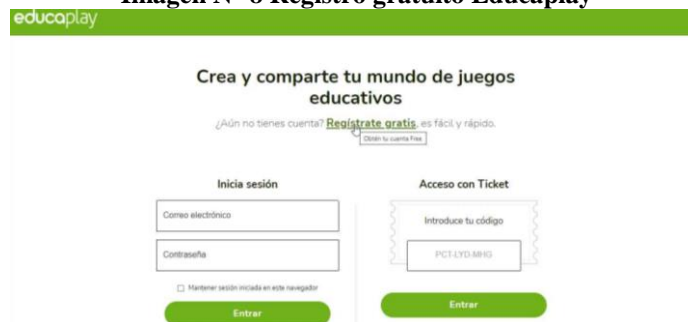 Imagen N° 8 Registro gratuito Educaplay
educaplay
Crea y comparte tu mundo de juegos
educativos
¿Aún no tienes cuenta? Regístrate gratis, es fácil y rápido.
Obtén tu cuenta Free
Inicia sesión
Correo electrónico
Contraseña
Mantener sesión iniciada en este navegador
Entrar
Acceso con Ticket
Introduce tu código
PCT-LYD-MHG
Entrar